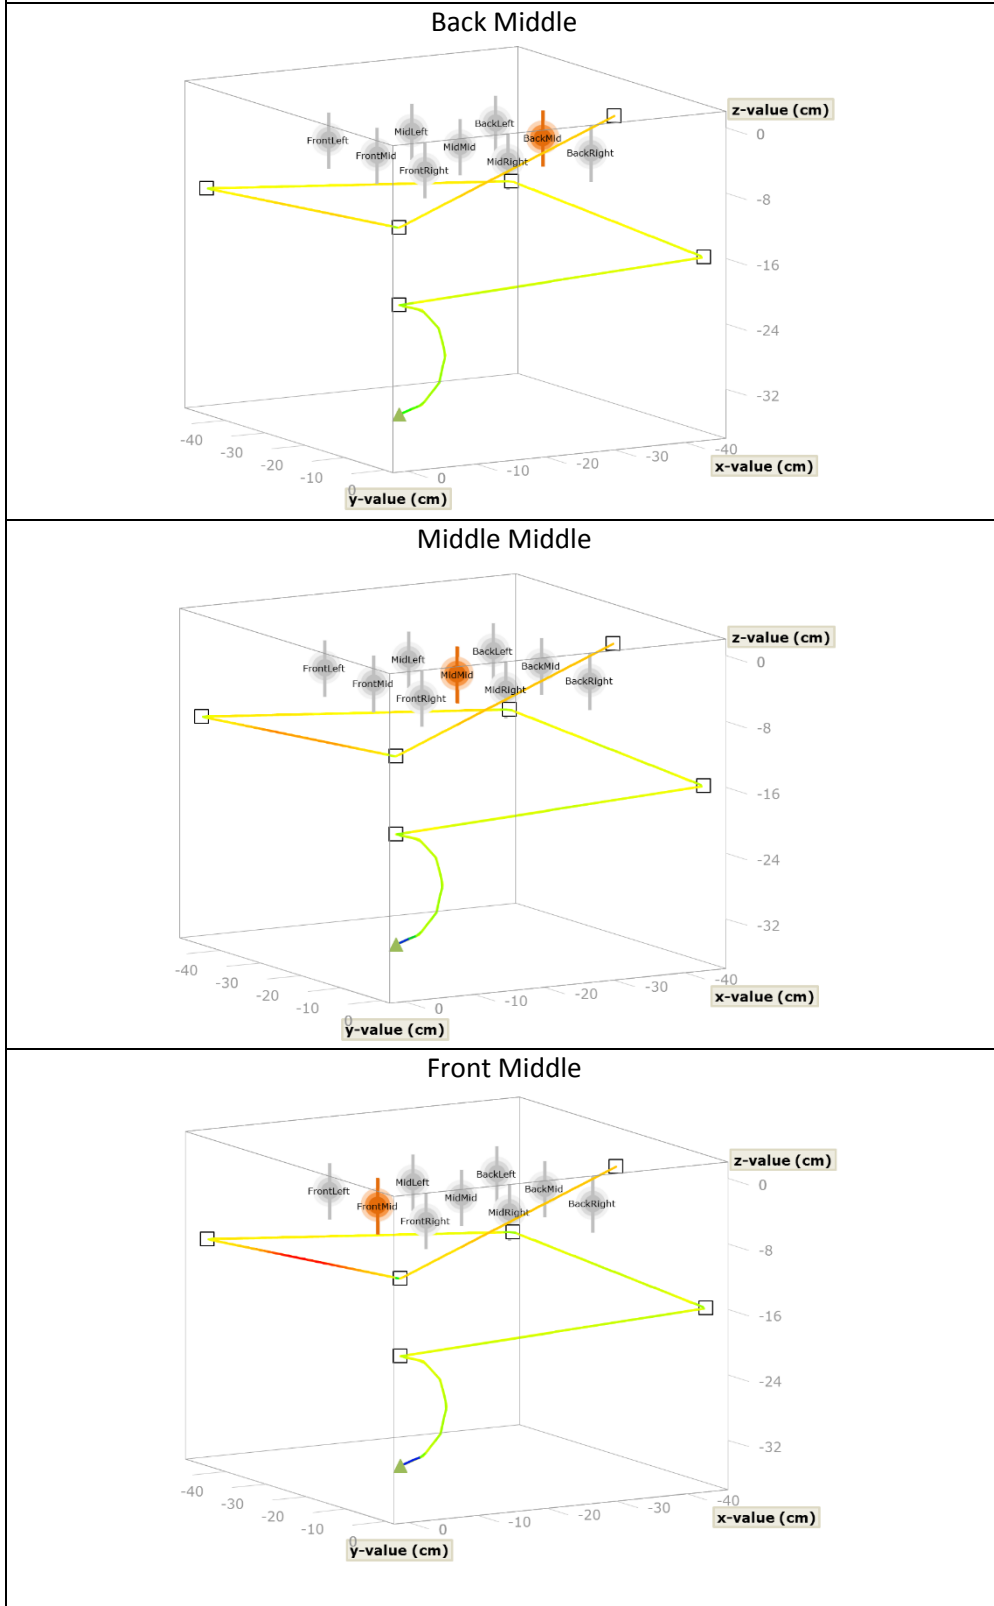 Back Middle
z-value (cm)
BackLeft
FrontLeft
MidLeft
0
BackMid
MidMid
FrontMid
BackRight
MidRight
FrontRight
-8
-16
-24
-32
-40
-30
-20
-10
0
0
-10
-20
-30
-40
x-value (cm)
y-value (cm)
Middle Middle
z-value (cm)
BackLeft
MidLeft
0
FrontLeft
BackMid
MidMid
FrontMid
BackRight
MidRight
FrontRight
-8
-16
-24
-32
-40
-30
-20
-10
0
0
-10
-20
-30
-40
x-value (cm)
y-value (cm)
Front Middle
z-value (cm)
BackLeft
MidLeft
0
FrontLeft
BackMid
MidMid
FrontMid
BackRight
MidRight
FrontRight
-8
-16
-24
-32
-40
-30
-20
-10
0
0
-10
-20
-30
-40
x-value (cm)
y-value (cm)